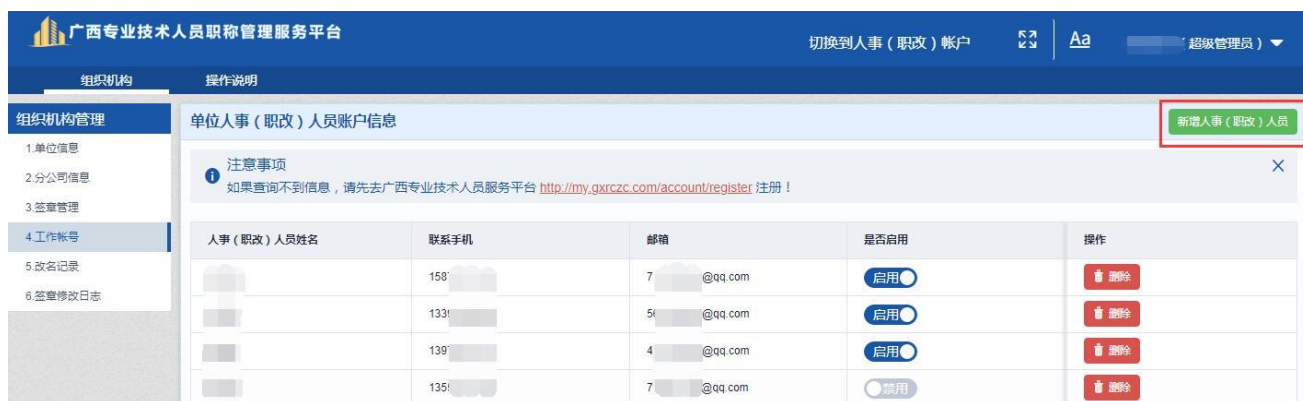 广西专业技术人员职称管理服务平台
切换到人事（职改）帐户 Aa （超级管理员）
组织机构 操作说明
组织机构管理
1.单位信息
2.分公司信息
3.签章管理
4.工作帐号
5.改名记录
6.签章修改日志
单位人事（职改）人员账户信息
新增人事（职改）人员
注意事项
如果查询不到信息，请先去广西专业技术人员服务平台 http://my.gxrczc.com/account/register 注册！
人事（职改）人员姓名 联系手机 邮箱 是否启用 操作
158 7 @qq.com 启用 删除
133 5 @qq.com 启用 删除
139 4 @qq.com 启用 删除
135 7 @qq.com 禁用 删除